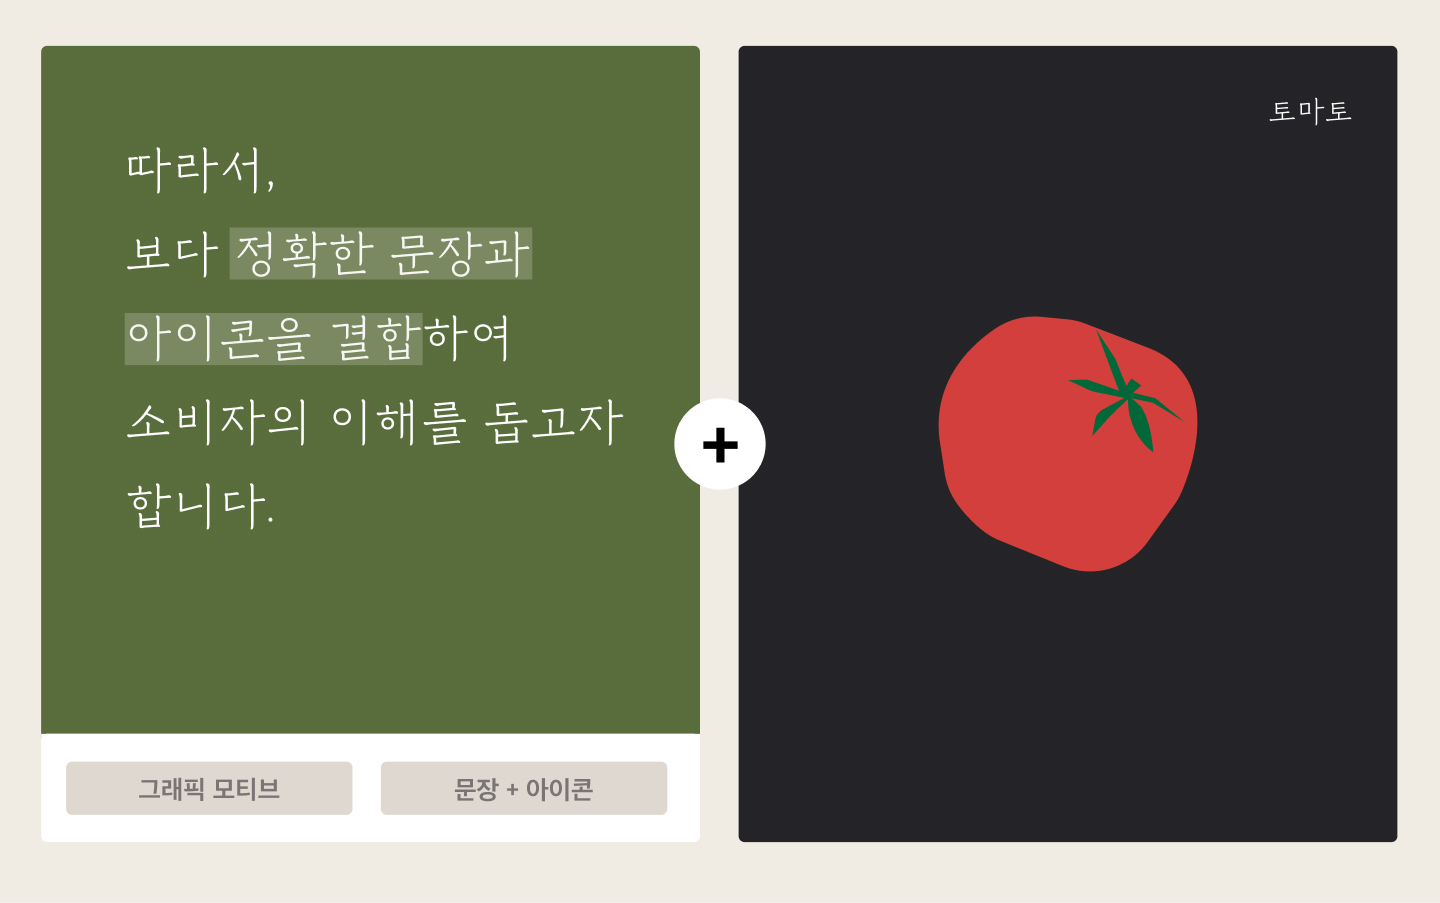 따라서,
보다 정확한 문장과
아이콘을 결합하여
소비자의 이해를 돕고자
합니다.
그래픽 모티브
문장 + 아이콘
+
토마토